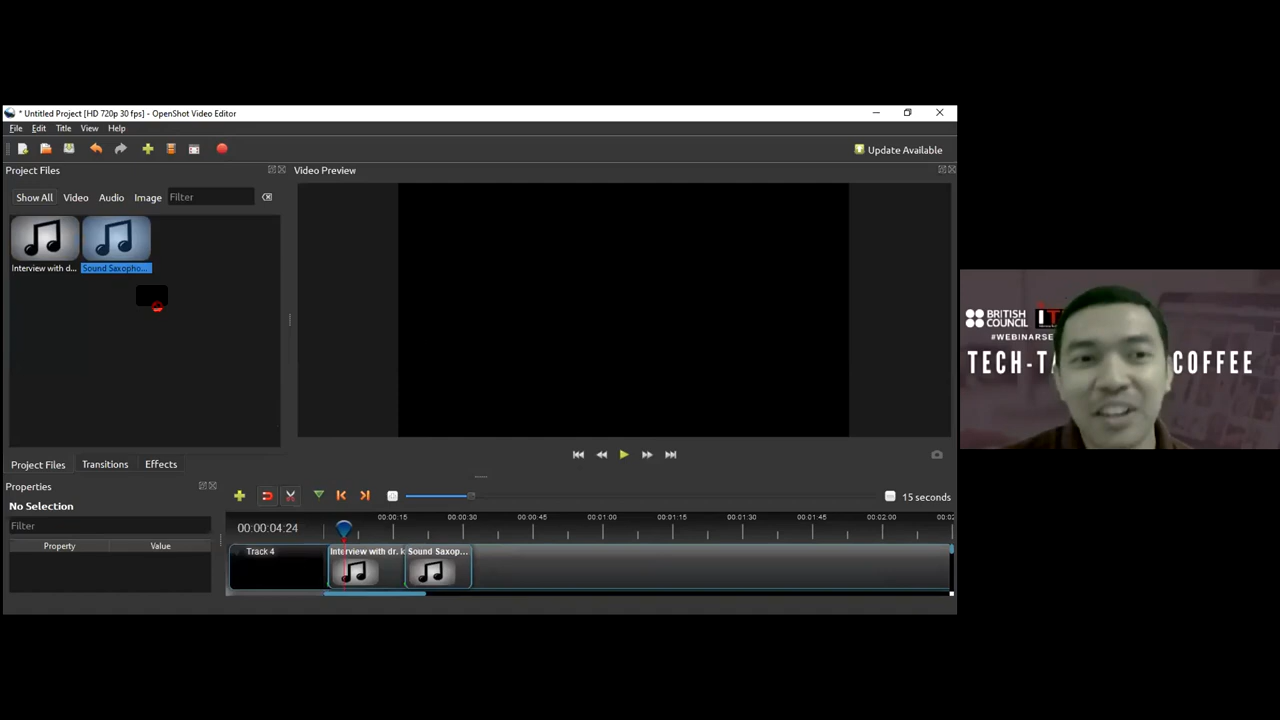 * Untitled Project [HD 720p 30 fps] - OpenShot Video Editor
File Edit Title View Help
Update Available
Project Files
Video Preview
Show All Video Audio Image Filter
Interview with d... Sound Saxopho...
BRITISH
COUNCIL
#WEBINARSE
TECH-TA
COFFEE
Project Files Transitions Effects
Properties
No Selection
Filter
Property Value
15 seconds
00:00:04:24
00:00:15 00:00:30 00:00:45 00:01:00 00:01:15 00:01:30 00:01:45 00:02:00
Track 4
Interview with dr. k
Sound Saxop...